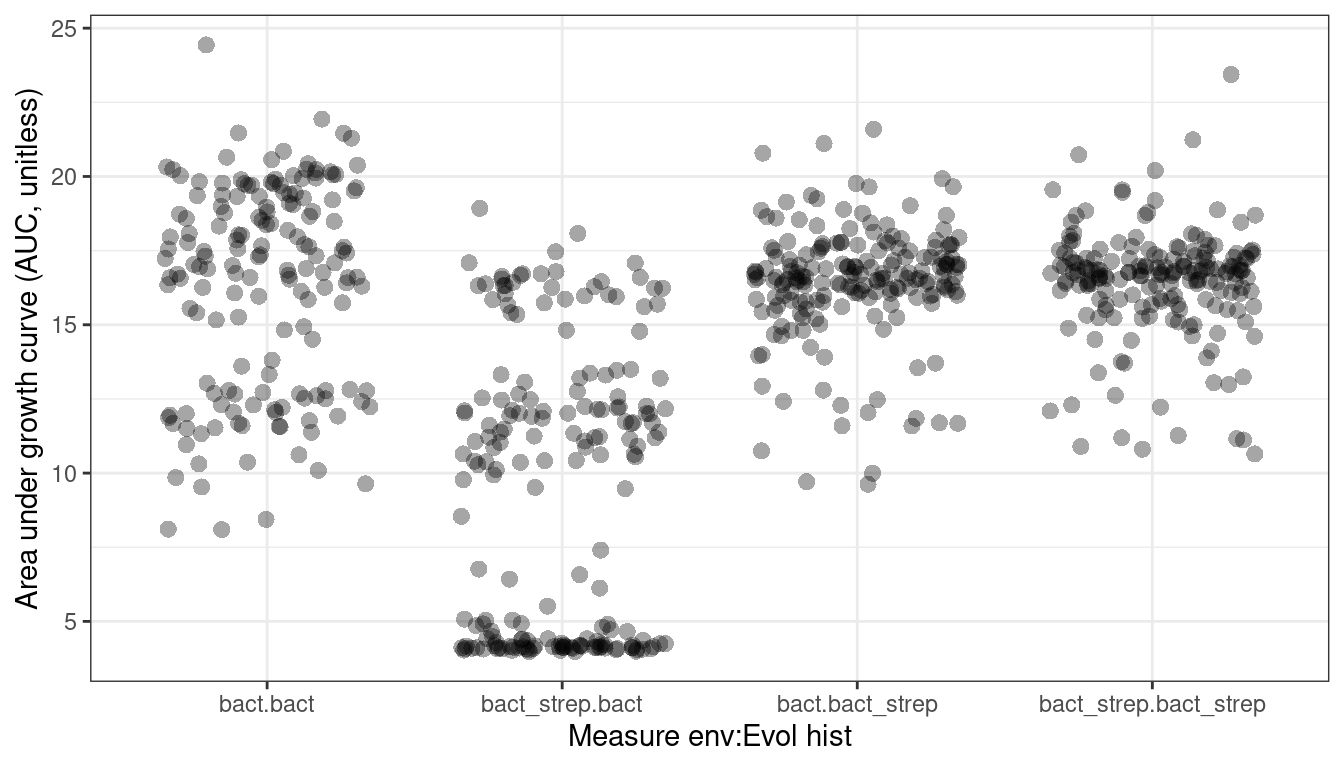 Area under growth curve (AUC, unitless)
25
20
15
10
5
bact.bact
bact_strep.bact
bact.bact_strep
bact_strep.bact_strep
Measure env:Evol hist